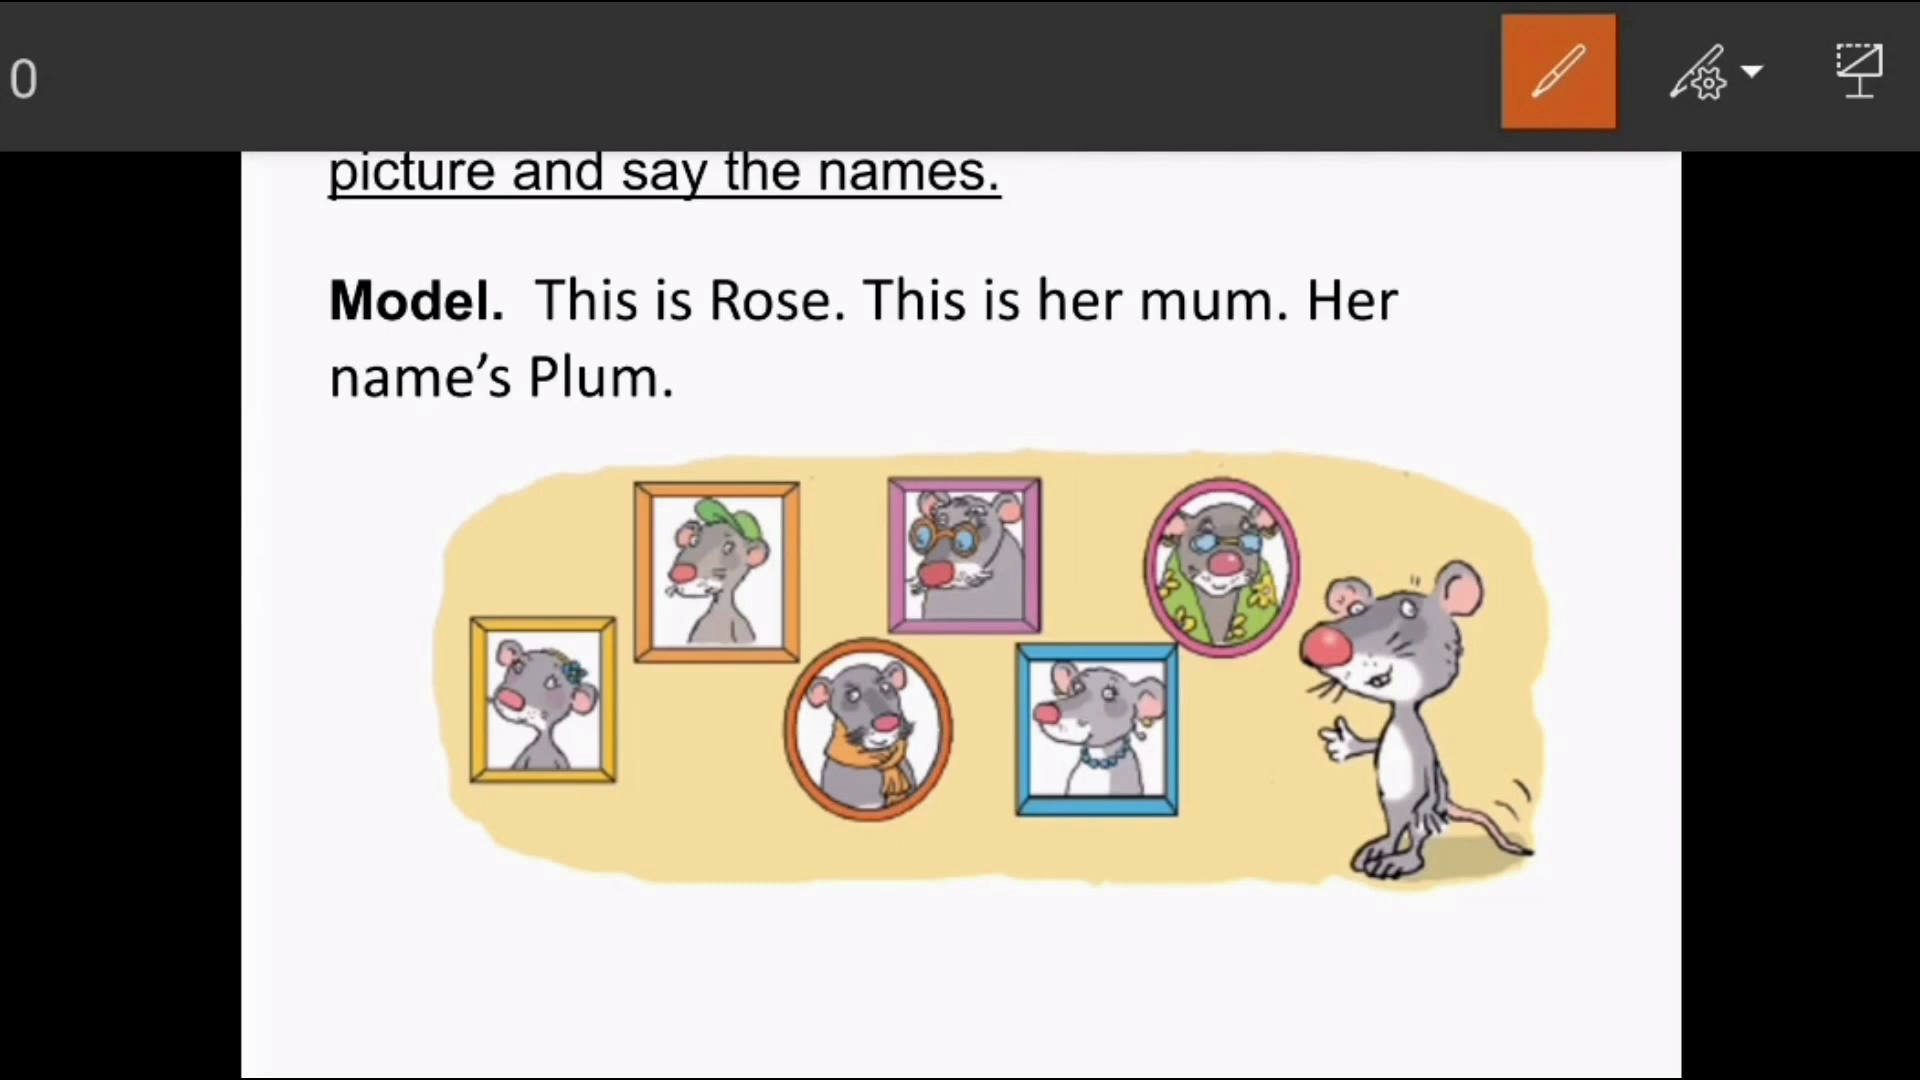 0
picture and say the names.
Model. This is Rose. This is her mum. Her
name’s Plum.